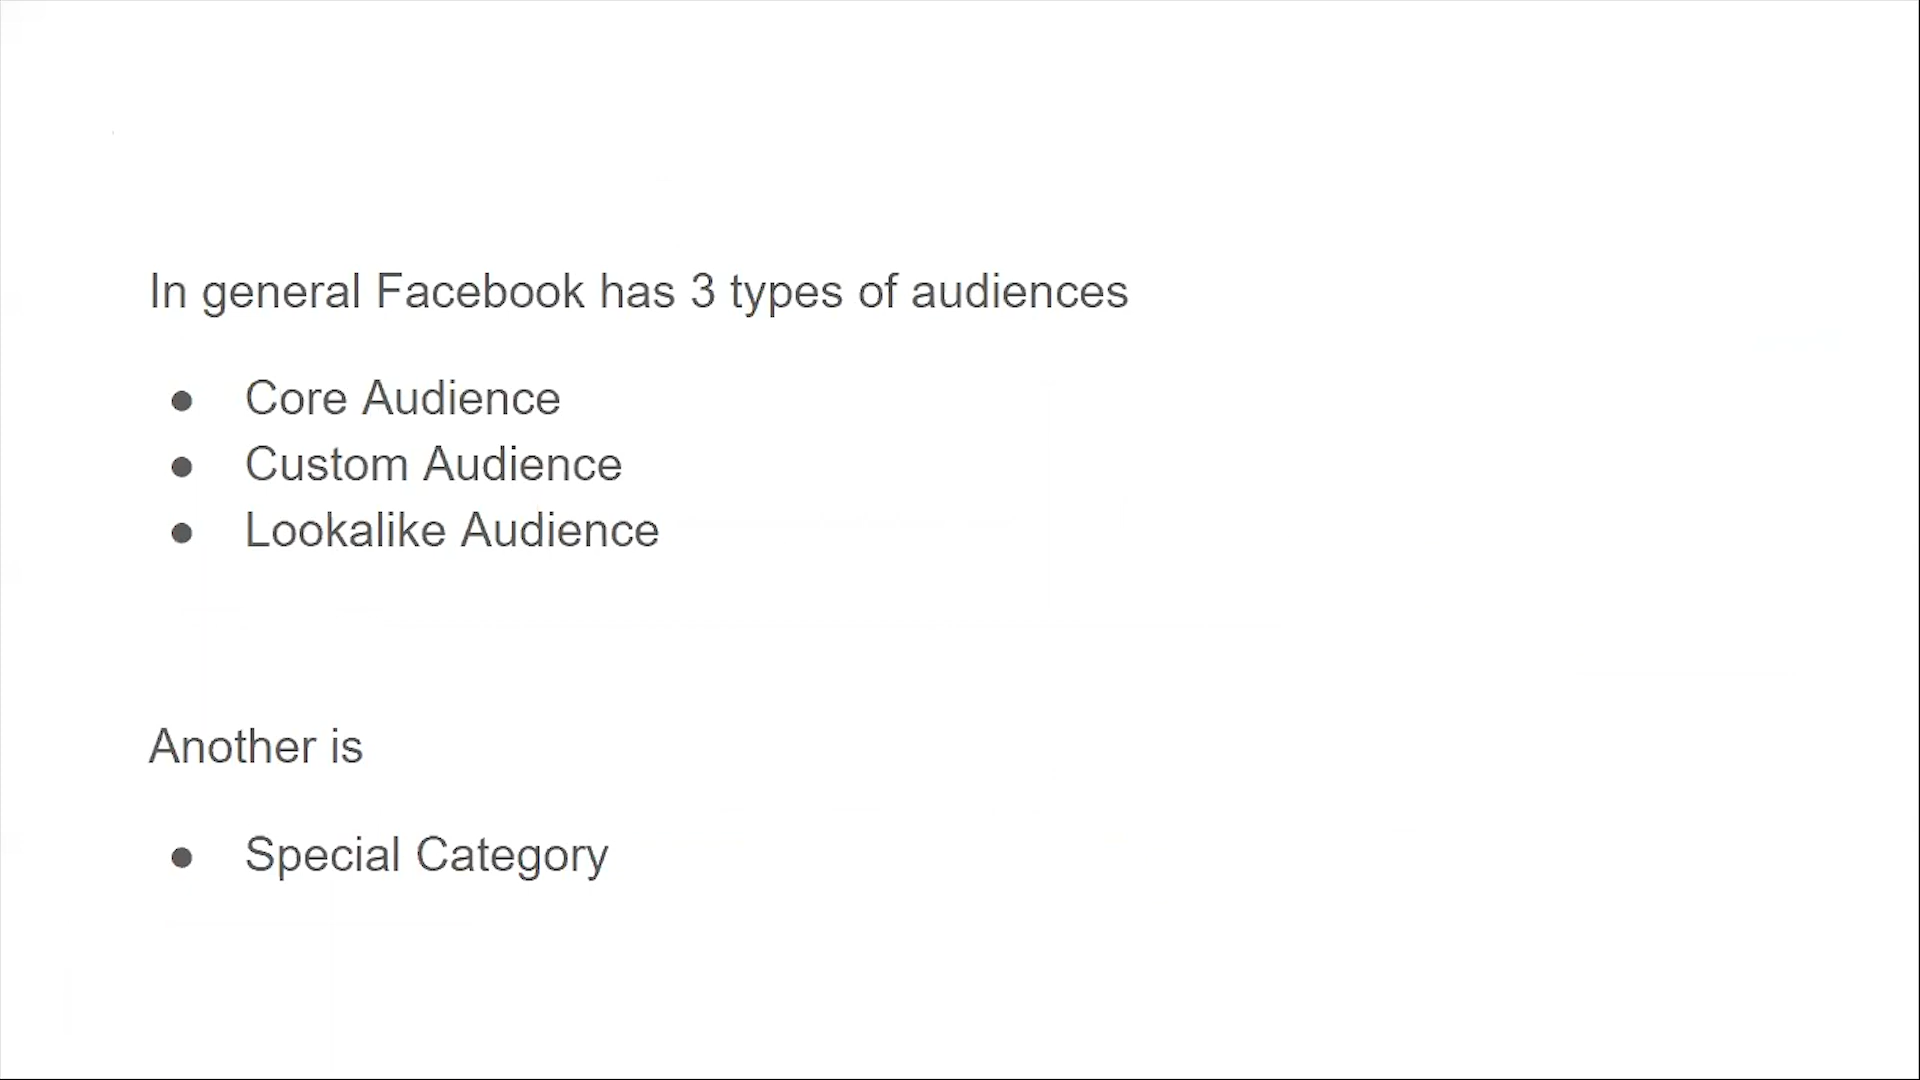 In general Facebook has 3 types of audiences
● Core Audience
● Custom Audience
● Lookalike Audience
Another is
● Special Category